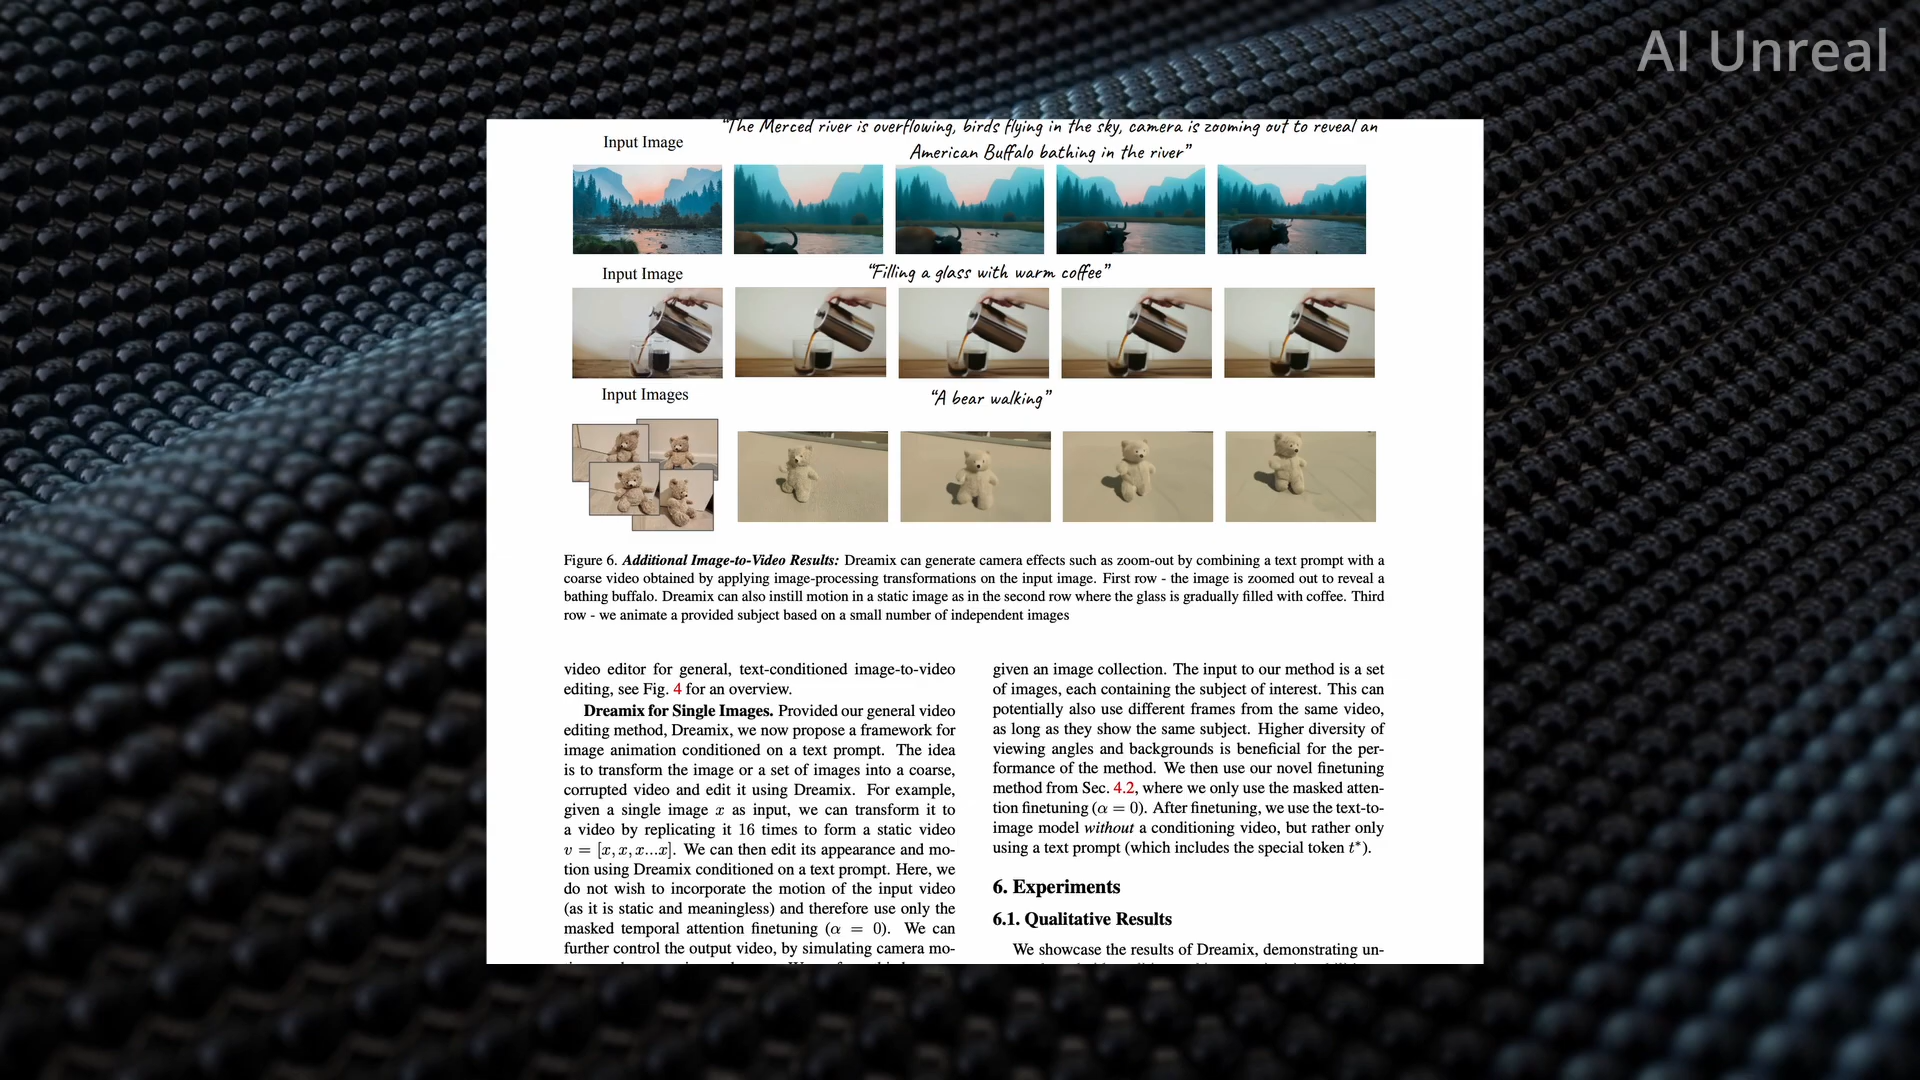 AI Unreal
"The Merced river is overflowing, birds flying in the sky, camera is zooming out to reveal an
American Buffalo bathing in the river"
Input Image
Input Image
"Filling a glass with warm coffee"
Input Images
"A bear walking"
Figure 6. Additional Image-to-Video Results: Dreamix can generate camera effects such as zoom-out by combining a text prompt with a
coarse video obtained by applying image-processing transformations on the input image. First row - the image is zoomed out to reveal a
bathing buffalo. Dreamix can also instill motion in a static image as in the second row where the glass is gradually filled with coffee. Third
row - we animate a provided subject based on a small number of independent images
video editor for general, text-conditioned image-to-video
editing, see Fig. 4 for an overview.
Dreamix for Single Images. Provided our general video
editing method, Dreamix, we now propose a framework for
image animation conditioned on a text prompt. The idea
is to transform the image or a set of images into a coarse,
corrupted video and edit it using Dreamix. For example,
given a single image x as input, we can transform it to
a video by replicating it 16 times to form a static video
v = [x, x, x...x]. We can then edit its appearance and mo-
tion using Dreamix conditioned on a text prompt. Here, we
do not wish to incorporate the motion of the input video
(as it is static and meaningless) and therefore use only the
masked temporal attention finetuning (α = 0). We can
further control the output video, by simulating camera mo-
given an image collection. The input to our method is a set
of images, each containing the subject of interest. This can
potentially also use different frames from the same video,
as long as they show the same subject. Higher diversity of
viewing angles and backgrounds is beneficial for the per-
formance of the method. We then use our novel finetuning
method from Sec. 4.2, where we only use the masked atten-
tion finetuning (α = 0). After finetuning, we use the text-to-
image model without a conditioning video, but rather only
using a text prompt (which includes the special token t*).
6. Experiments
6.1. Qualitative Results
We showcase the results of Dreamix, demonstrating un-